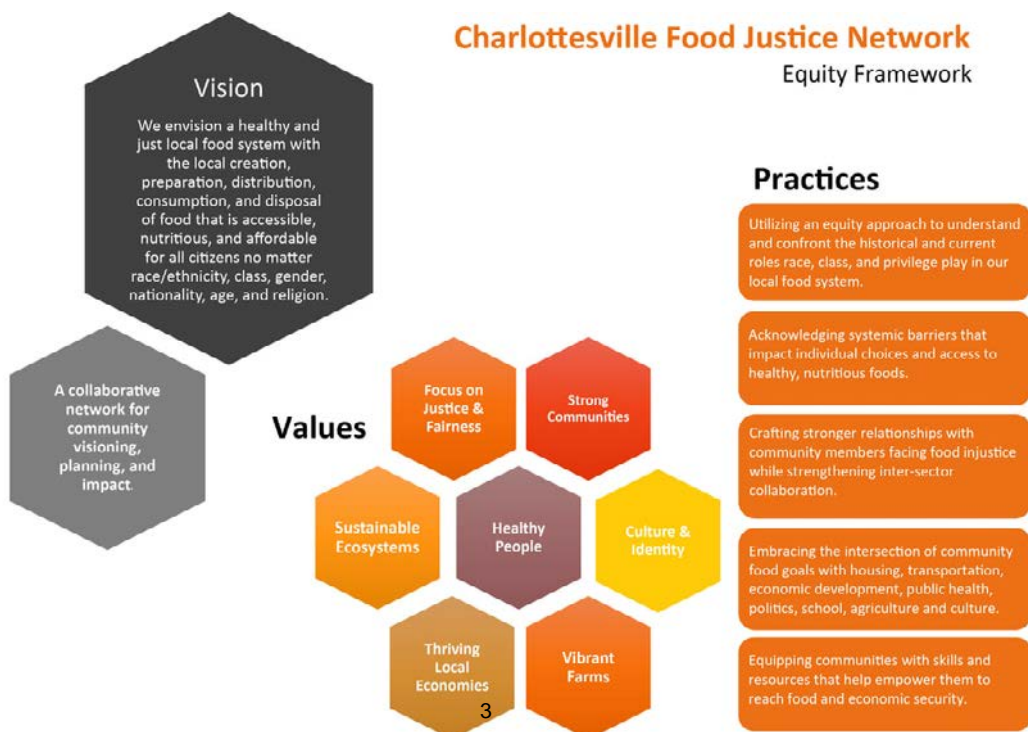 Charlottesville Food Justice Network
Equity Framework
Vision
We envision a healthy and
just local food system with
the local creation,
preparation, distribution,
consumption, and disposal
of food that is accessible,
nutritious, and affordable
for all citizens no matter
race/ethnicity, class, gender,
nationality, age, and religion.
A collaborative
network for
community
visioning,
planning, and
impact.
Values
Focus on
Justice &
Fairness
Strong
Communities
Sustainable
Ecosystems
Healthy
People
Culture &
Identity
Thriving
Local
Economies
Vibrant
Farms
3
Practices
Utilizing an equity approach to understand
and confront the historical and current
roles race, class, and privilege play in our
local food system.
Acknowledging systemic barriers that
impact individual choices and access to
healthy, nutritious foods.
Crafting stronger relationships with
community members facing food injustice
while strengthening inter-sector
collaboration.
Embracing the intersection of community
food goals with housing, transportation,
economic development, public health,
politics, school, agriculture and culture.
Equipping communities with skills and
resources that help empower them to
reach food and economic security.